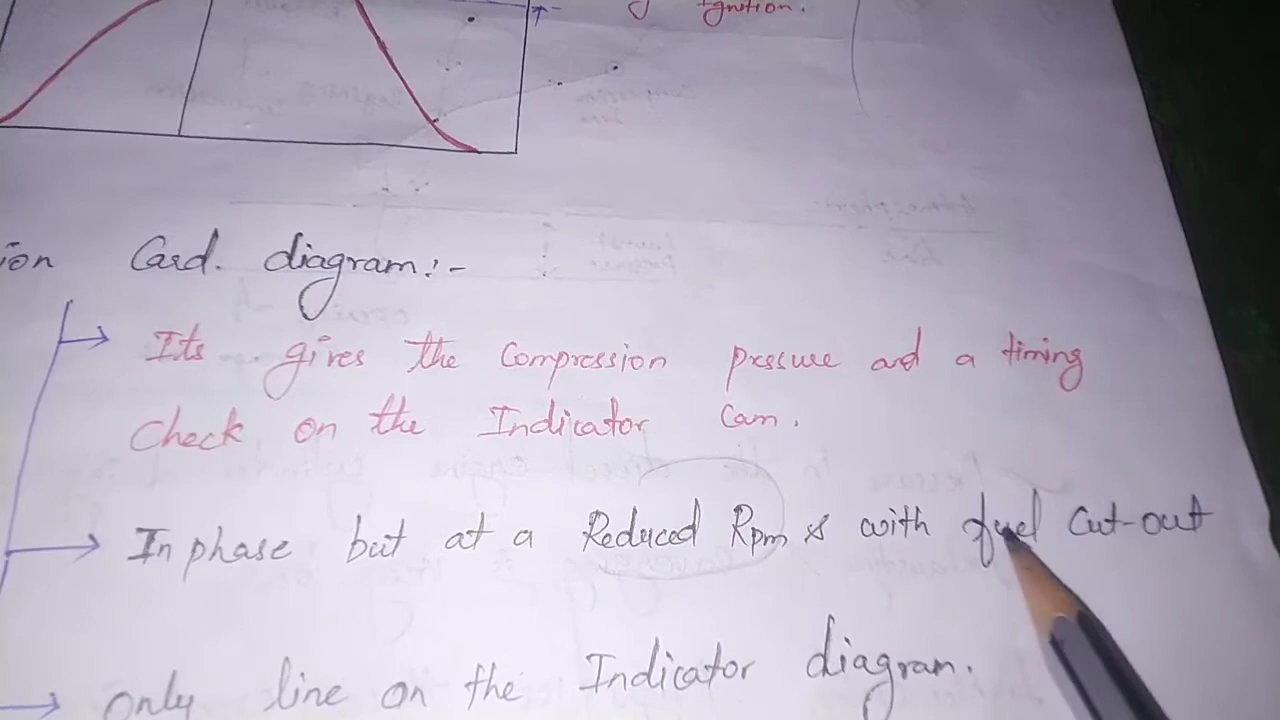 Ignition.
ion Card. diagram:-
Its gives the Compression pressure and a timing
Check on the Indicator Cam.
In phase but at a Reduced Rpm & with fuel Cut-out
only line on the Indicator diagram.